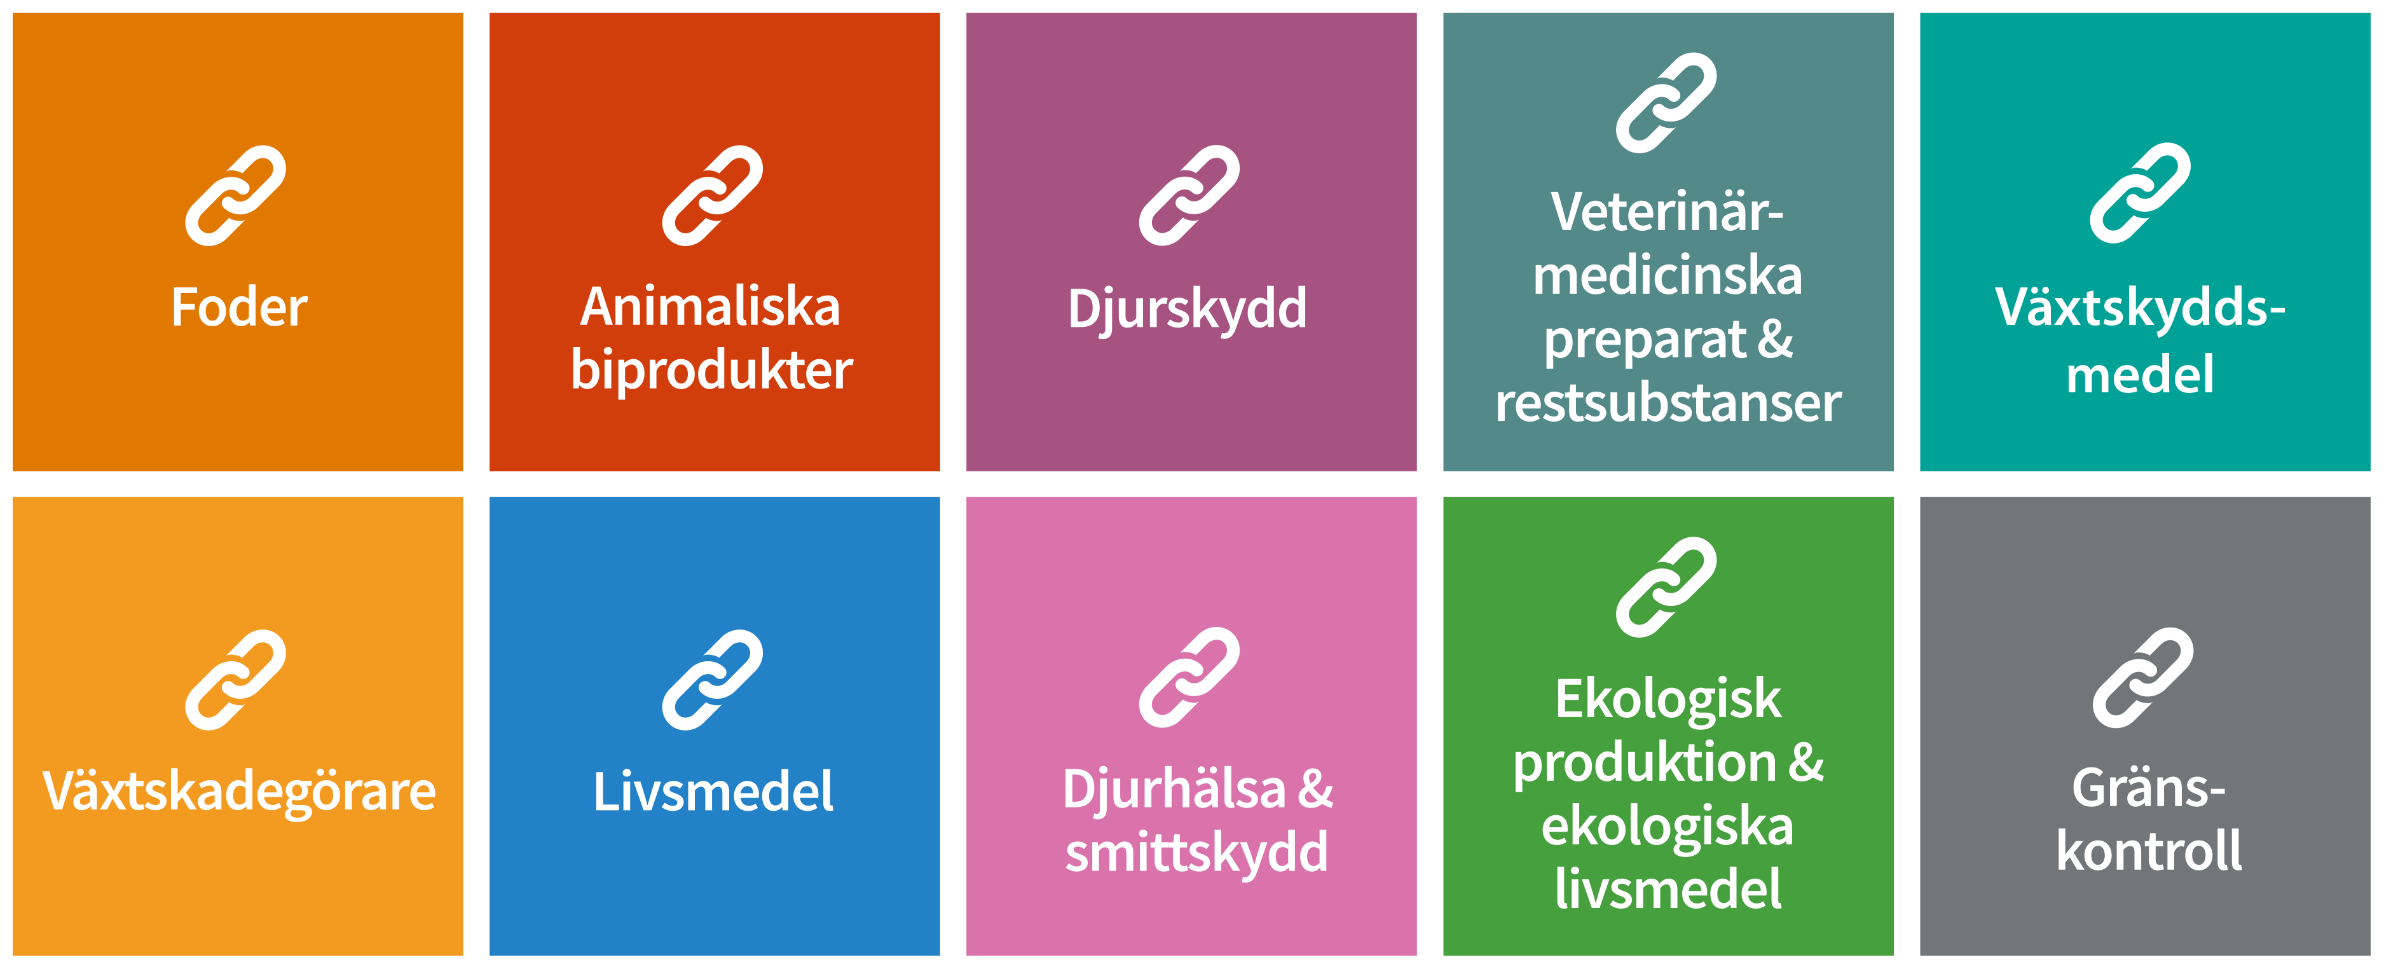 Foder
Animaliska
biprodukter
Djurskydd
Veterinär-
medicinska
preparat &
restsubstanser
Växtskydds-
medel
Växtskadegörare
Livsmedel
Djurhälsa &
smittskydd
Ekologisk
produktion &
ekologiska
livsmedel
Gräns-
kontroll